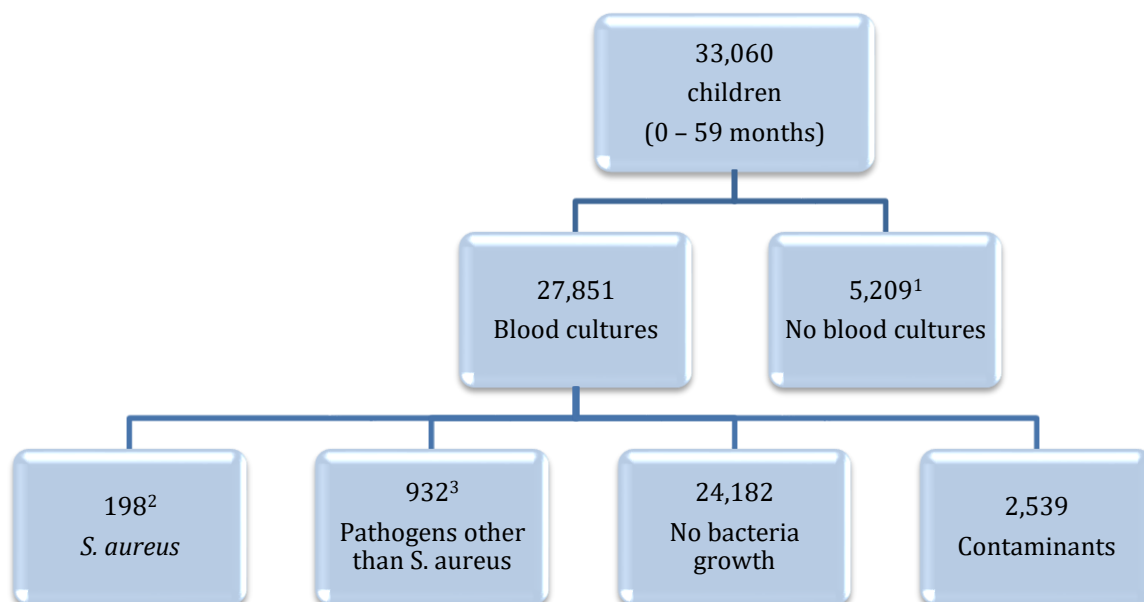 33,060
children
(0 – 59 months)
27,851
Blood cultures
5,209¹
No blood cultures
198²
S. aureus
932³
Pathogens other
than S. aureus
24,182
No bacteria
growth
2,539
Contaminants